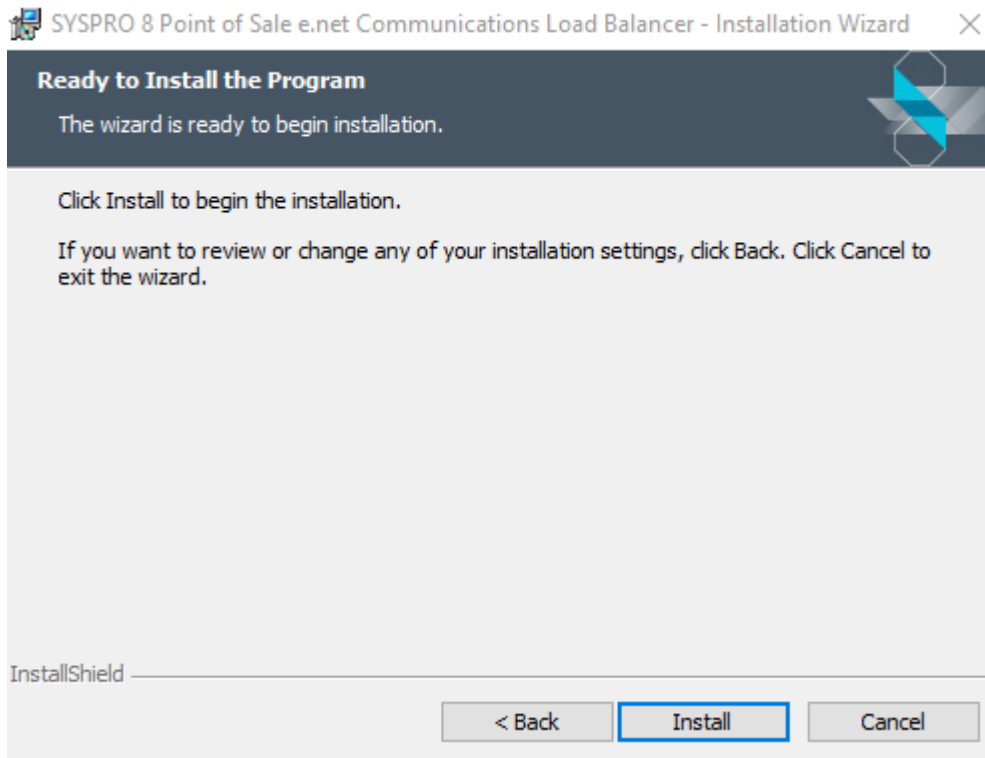 SYSPRO 8 Point of Sale e.net Communications Load Balancer - Installation Wizard
Ready to Install the Program
The wizard is ready to begin installation.
Click Install to begin the installation.
If you want to review or change any of your installation settings, click Back. Click Cancel to
exit the wizard.
InstallShield
< Back
Install
Cancel